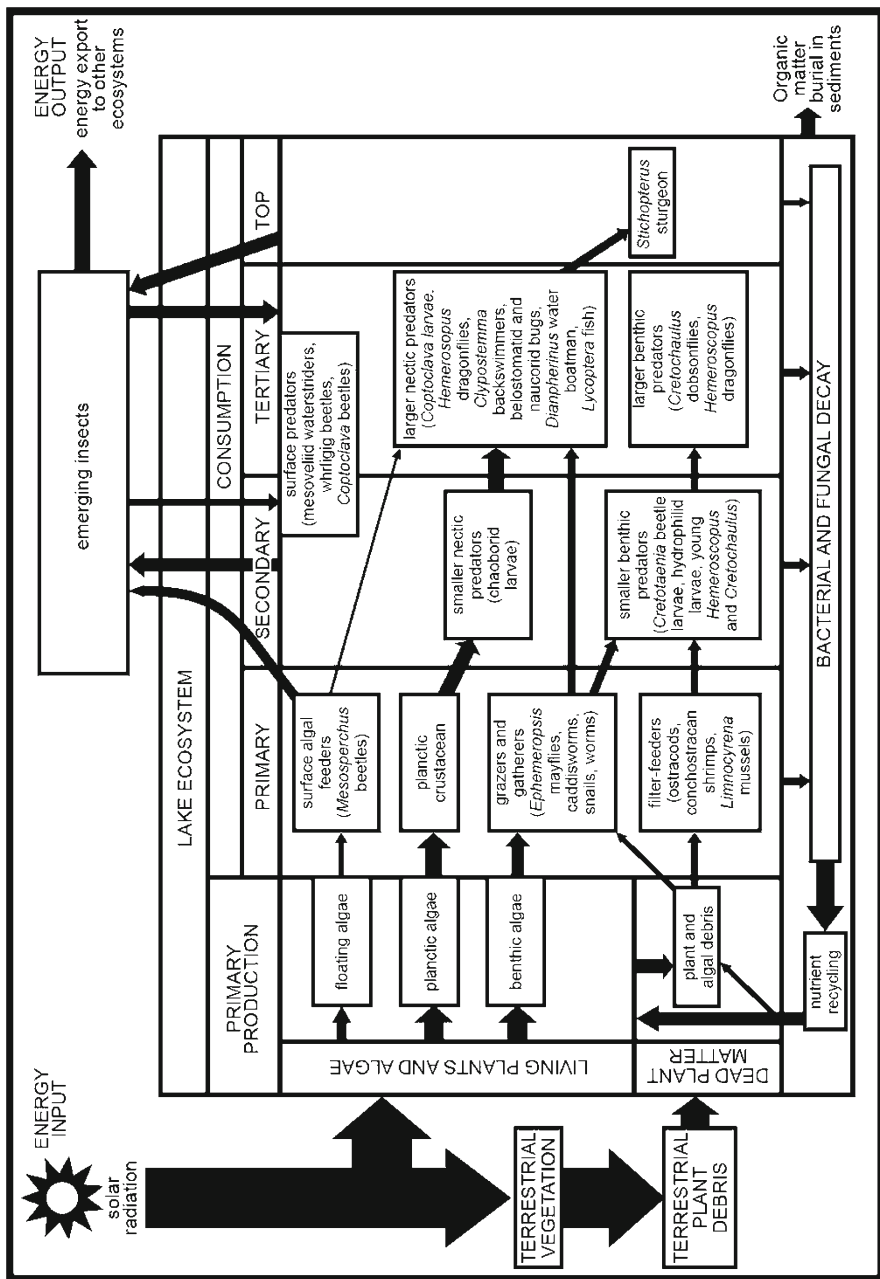 ENERGY
INPUT
solar
radiation
TERRESTRIAL
VEGETATION
TERRESTRIAL
PLANT
DEBRIS
LAKE ECOSYSTEM
PRIMARY
PRODUCTION
CONSUMPTION
PRIMARY
SECONDARY
TERTIARY
TOP
LIVING PLANTS AND ALGAE
DEAD PLANT
MATTER
emerging insects
ENERGY
OUTPUT
energy export
to other
ecosystems
floating algae
surface algal
feeders
(Mesosperchus
beetles)
surface predators
(mesoveliid waterstriders,
whrligig beetles,
Coptoclava beetles)
planctic algae
planctic
crustacean
smaller nectic
predators
(chaoborid
larvae)
larger nectic predators
(Coptoclava larvae.
Hemerosopus
dragonflies,
Clypostemma
backswimmers,
belostomatid and
naucorid bugs,
Dianpherinus water
boatman,
Lycoptera fish)
Stichopterus
sturgeon
benthic algae
grazers and
gatherers
(Ephemeropsis
mayflies,
caddisworms,
snails, worms)
plant and
algal debris
filter-feeders
(ostracods,
conchostracan
shrimps,
Limnocyrena
mussels)
smaller benthic
predators
(Cretotaenia beetle
larvae, hydrophilid
larvae, young
Hemeroscopus
and Cretochaulus)
larger benthic
predators
(Cretochaulus
dobsonflies,
Hemeroscopus
dragonflies)
nutrient
recycling
BACTERIAL AND FUNGAL DECAY
Organic
matter
burial in
sediments